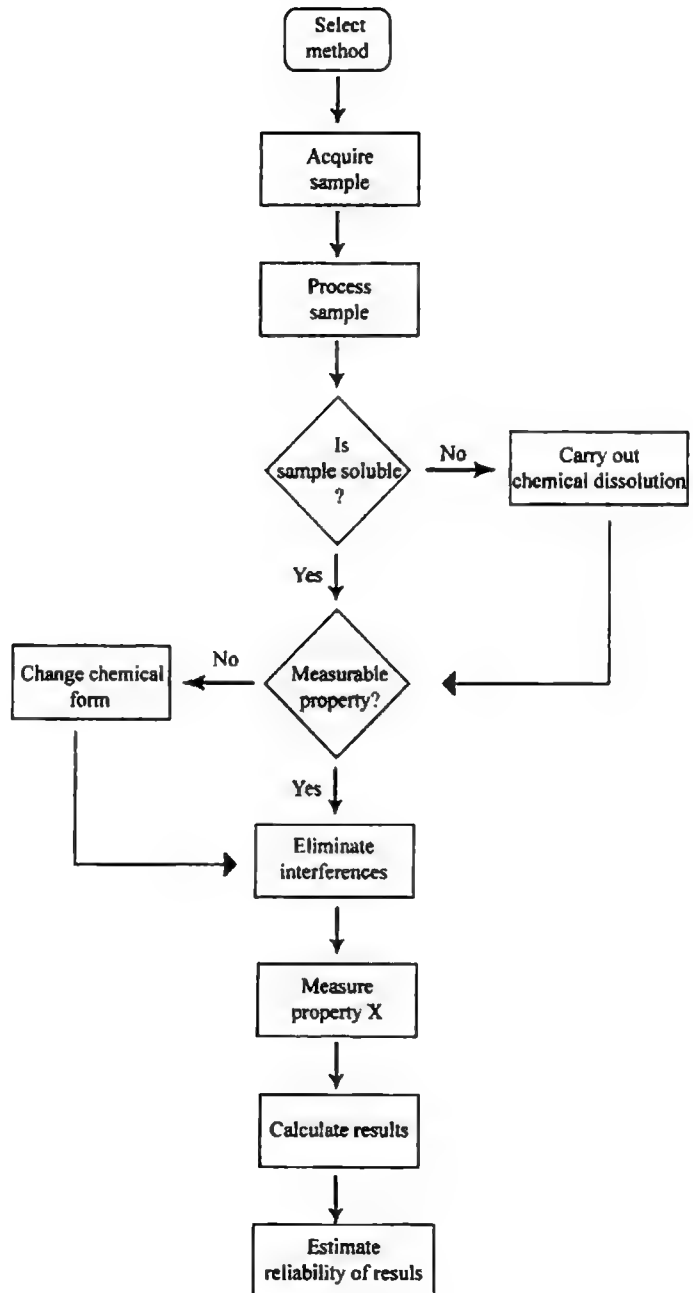 Select
method
Acquire
sample
Process
sample
Is
sample soluble
?
No
Carry out
chemical dissolution
Yes
Change chemical
form
No
Measurable
property?
Yes
Eliminate
interferences
Measure
property X
Calculate results
Estimate
reliability of resuls